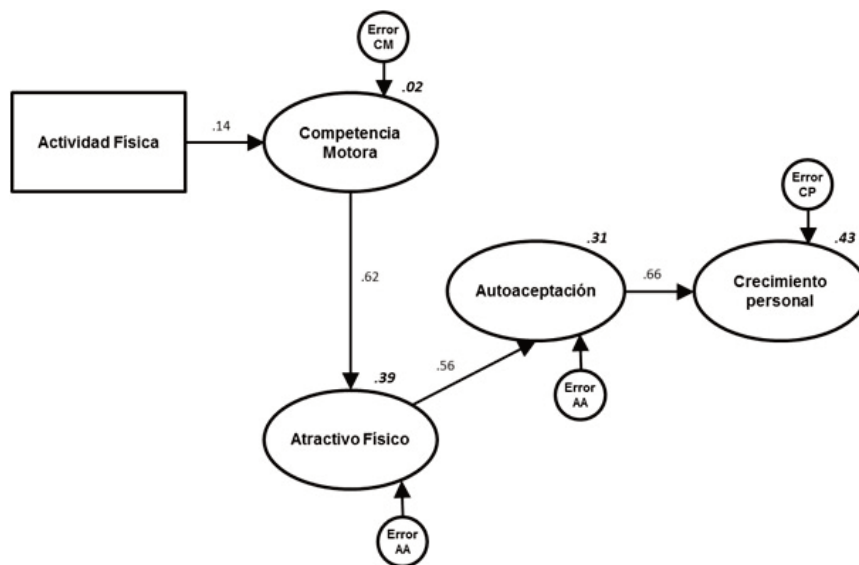 Error
CM
.02
Actividad Física
.14
Competencia
Motora
Error
CP
.43
.31
.62
Autoaceptación
.66
Crecimiento
personal
.39
.56
Error
AA
Atractivo Físico
Error
AA